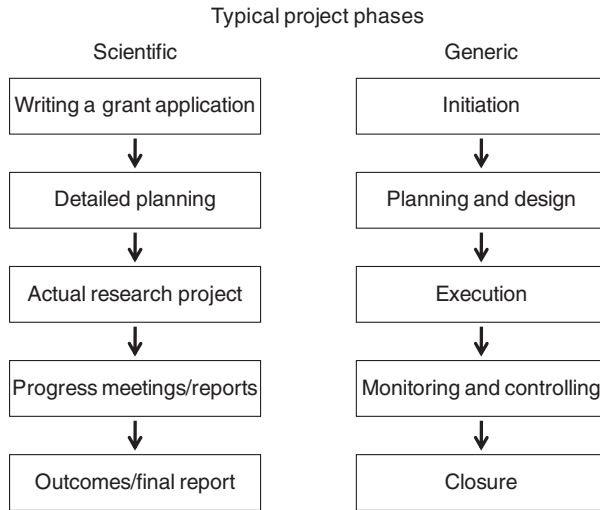 Typical project phases
Scientific
Writing a grant application
Detailed planning
Actual research project
Progress meetings/reports
Outcomes/final report
Generic
Initiation
Planning and design
Execution
Monitoring and controlling
Closure